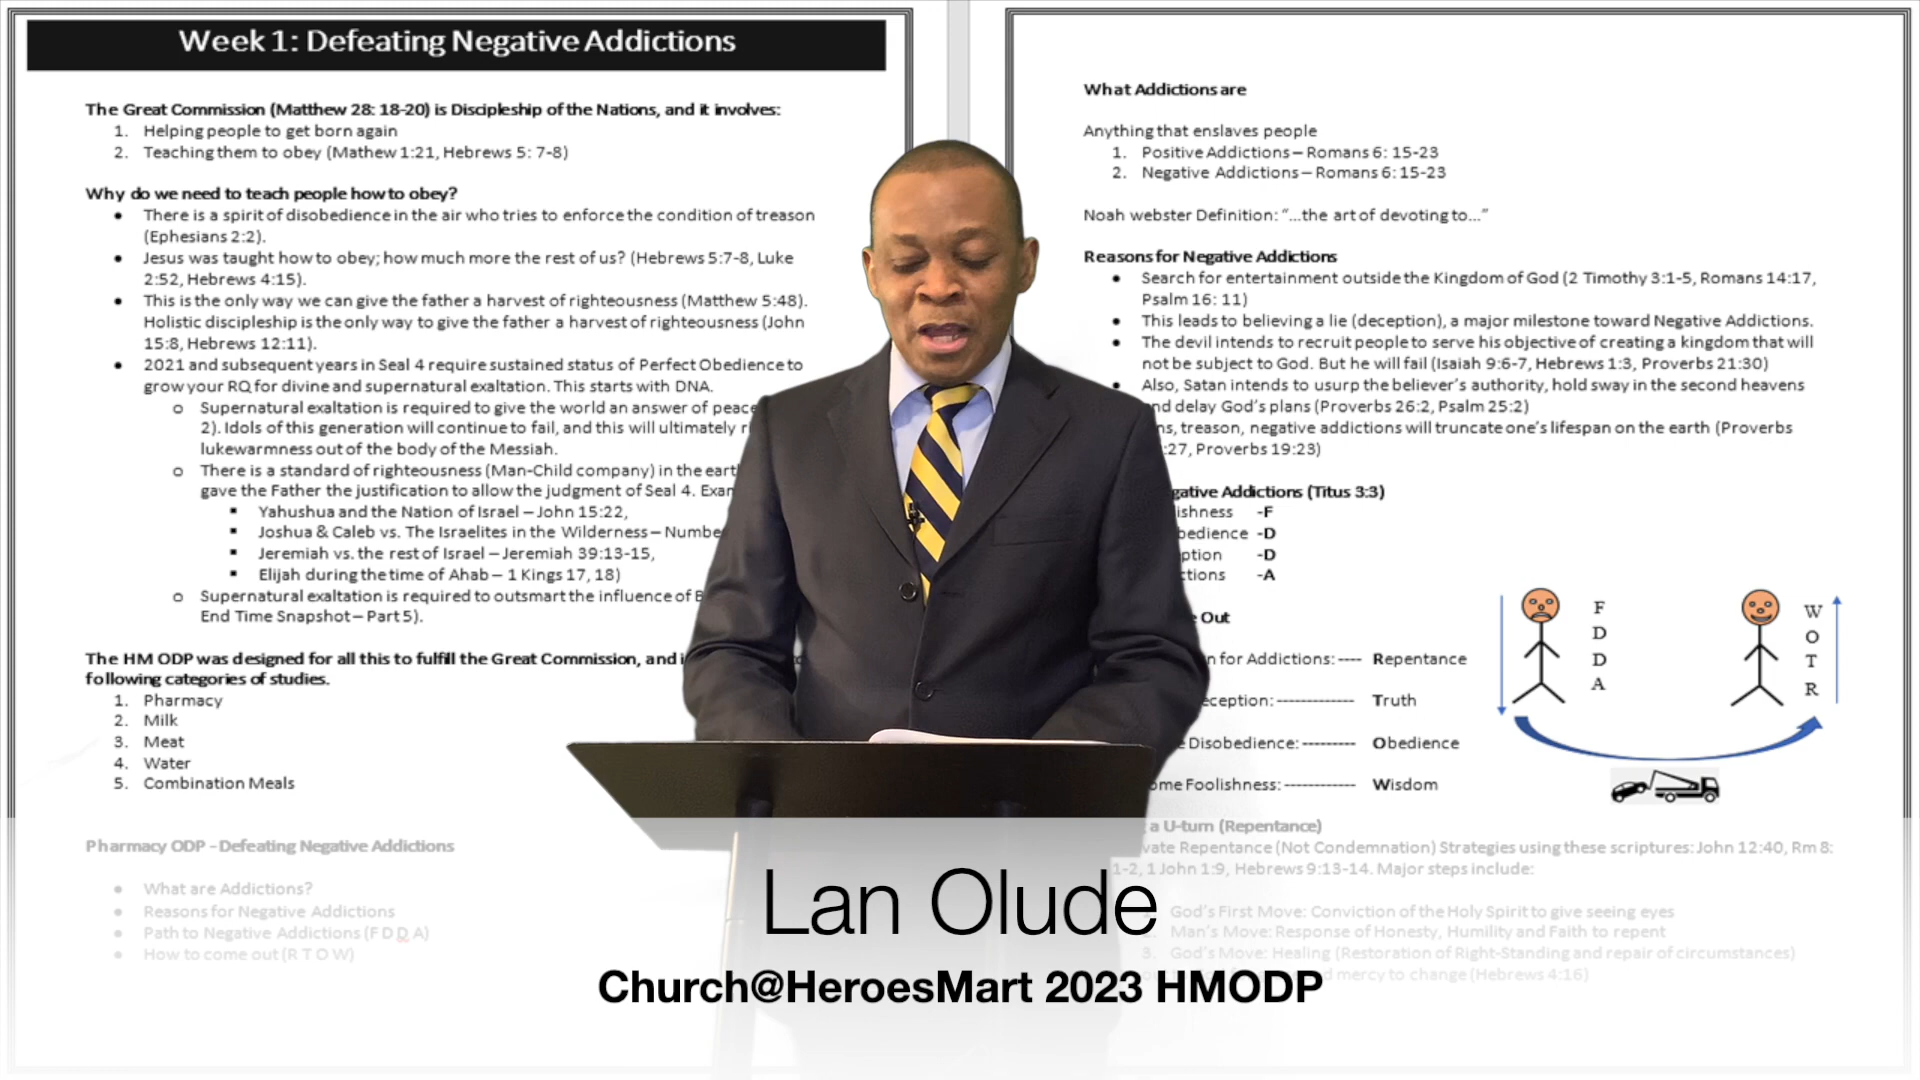 Week 1: Defeating Negative Addictions
The Great Commission (Matthew 28: 18-20) is Discipleship of the Nations, and it involves:
1. Helping people to get born again
2. Teaching them to obey (Mathew 1:21, Hebrews 5: 7-8)
Why do we need to teach people how to obey?
• There is a spirit of disobedience in the air who tries to enforce the condition of treason
(Ephesians 2:2).
• Jesus was taught how to obey; how much more the rest of us? (Hebrews 5:7-8, Luke
2:52, Hebrews 4:15).
• This is the only way we can give the father a harvest of righteousness (Matthew 5:48).
Holistic discipleship is the only way to give the father a harvest of righteousness (John
15:8, Hebrews 12:11).
• 2021 and subsequent years in Seal 4 require sustained status of Perfect Obedience to
grow your RQ for divine and supernatural exaltation. This starts with DNA.
o Supernatural exaltation is required to give the world an answer of peace
2). Idols of this generation will continue to fail, and this will ultimately
lukewarmness out of the body of the Messiah.
o There is a standard of righteousness (Man-Child company) in the
gave the Father the justification to allow the judgment of Seal 4.
▪ Yahushua and the Nation of Israel – John 15:22,
▪ Joshua & Caleb vs. The Israelites in the Wilderness –
▪ Jeremiah vs. the rest of Israel – Jeremiah 39:13-15,
▪ Elijah during the time of Ahab – 1 Kings 17, 18)
o Supernatural exaltation is required to outsmart the influence of
End Time Snapshot – Part 5).
The HM ODP was designed for all this to fulfill the Great Commission, and
following categories of studies.
1. Pharmacy
2. Milk
3. Meat
4. Water
5. Combination Meals
Pharmacy ODP - Defeating Negative Addictions
• What are Addictions?
• Reasons for Negative Addictions
• Path to Negative Addictions (F D D A)
• How to come out (R T O W)
What Addictions are
Anything that enslaves people
1. Positive Addictions – Romans 6: 15-23
2. Negative Addictions – Romans 6: 15-23
Noah webster Definition: "...the art of devoting to..."
Reasons for Negative Addictions
• Search for entertainment outside the Kingdom of God (2 Timothy 3:1-5, Romans 14:17,
Psalm 16: 11)
• This leads to believing a lie (deception), a major milestone toward Negative Addictions.
• The devil intends to recruit people to serve his objective of creating a kingdom that will
not be subject to God. But he will fail (Isaiah 9:6-7, Hebrews 1:3, Proverbs 21:30)
• Also, Satan intends to usurp the believer's authority, hold sway in the second heavens
and delay God's plans (Proverbs 26:2, Psalm 25:2)
treason, negative addictions will truncate one's lifespan on the earth (Proverbs
:27, Proverbs 19:23)
Addictions (Titus 3:3)
-F
-D
-D
-A
Out
for Addictions: ---- Repentance
------------- Truth
Disobedience: --------- Obedience
Foolishness: ------------ Wisdom
F
D
D
A
W
O
T
R
a U-turn (Repentance)
Repentance (Not Condemnation) Strategies using these scriptures: John 12:40, Rm 8:
1-2, 1 John 1:9, Hebrews 9:13-14. Major steps include:
God's First Move: Conviction of the Holy Spirit to give seeing eyes
Man's Move: Response of Honesty, Humility and Faith to repent
3. God's Move: Healing (Restoration of Right-Standing and repair of circumstances)
mercy to change (Hebrews 4:16)
Lan Olude
Church@HeroesMart 2023 HMODP